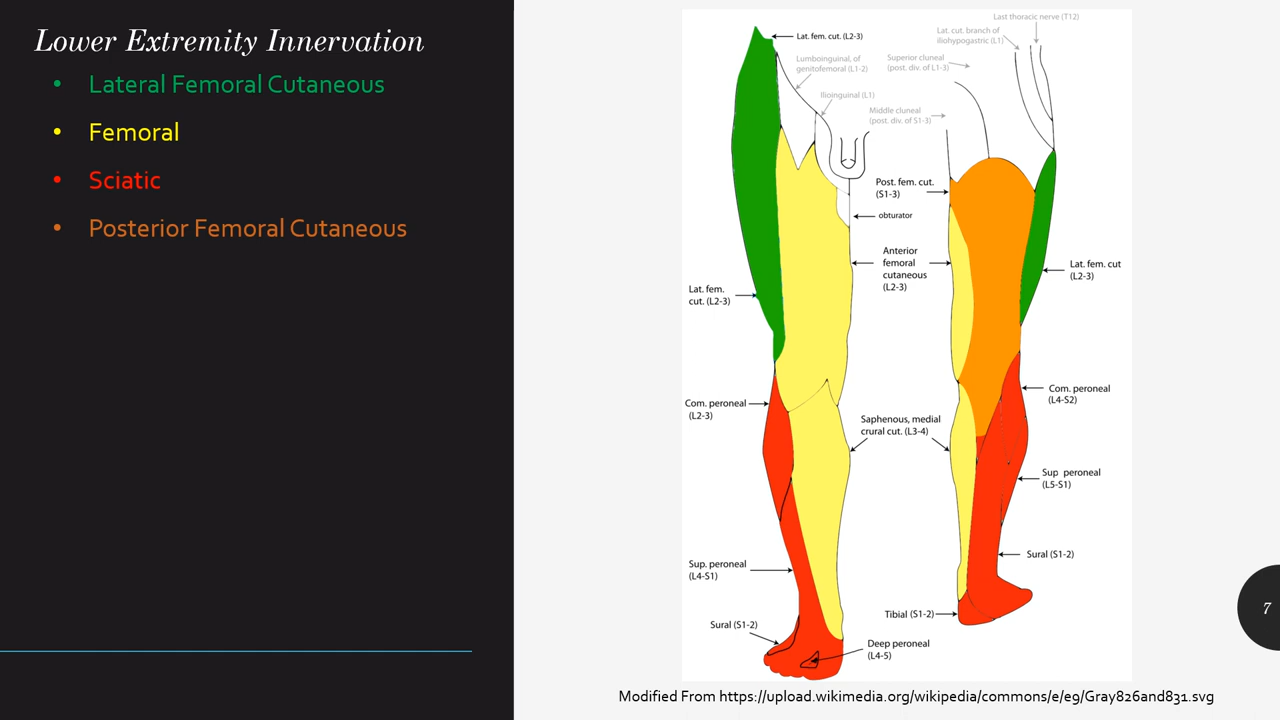 Lower Extremity Innervation
• Lateral Femoral Cutaneous
• Femoral
• Sciatic
• Posterior Femoral Cutaneous
Last thoracic nerve (T12)
Lat. cut. branch of
iliohypogastric (L1)
Lat. fem. cut. (L2-3)
Lumboinguinal, of
genitofemoral (L1-2)
Superior cluneal
(post. div. of L1-3)
Ilioinguinal (L1)
Middle cluneal
(post. div. of S1-3)
Post. fem. cut.
(S1-3)
obturator
Anterior
femoral
cutaneous
(L2-3)
Lat. fem. cut
(L2-3)
Lat. fem.
cut. (L2-3)
Com. peroneal
(L4-S2)
Com. peroneal
(L2-3)
Saphenous, medial
crural cut. (L3-4)
Sup peroneal
(L5-S1)
Sural (S1-2)
Sup. peroneal
(L4-S1)
Tibial (S1-2)
Sural (S1-2)
Deep peroneal
(L4-5)
7
Modified From https://upload.wikimedia.org/wikipedia/commons/e/e9/Gray826and831.svg